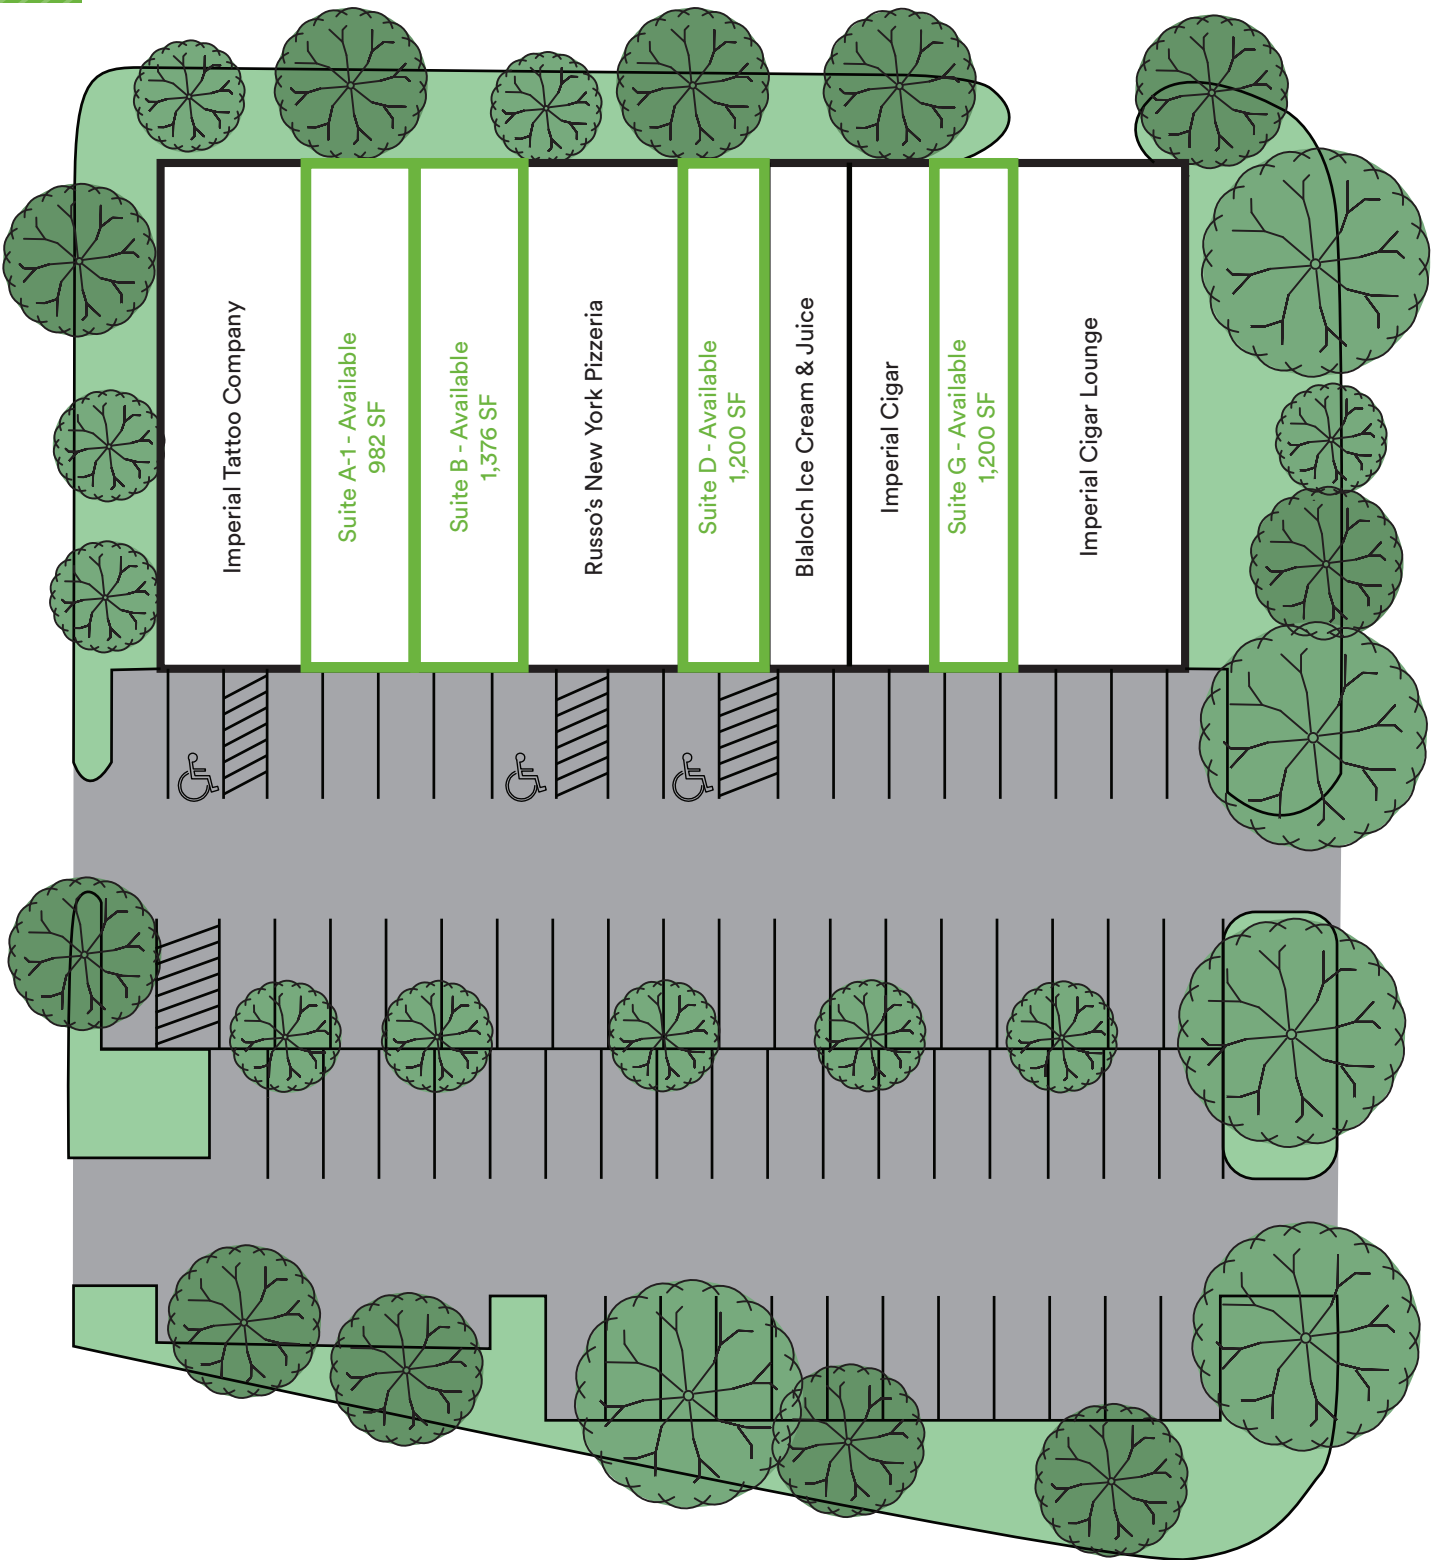 Imperial Tattoo Company
Suite A-1 - Available
982 SF
Suite B - Available
1,376 SF
Russo's New York Pizzeria
Suite D - Available
1,200 SF
Blaloch Ice Cream & Juice
Imperial Cigar
Suite G - Available
1,200 SF
Imperial Cigar Lounge